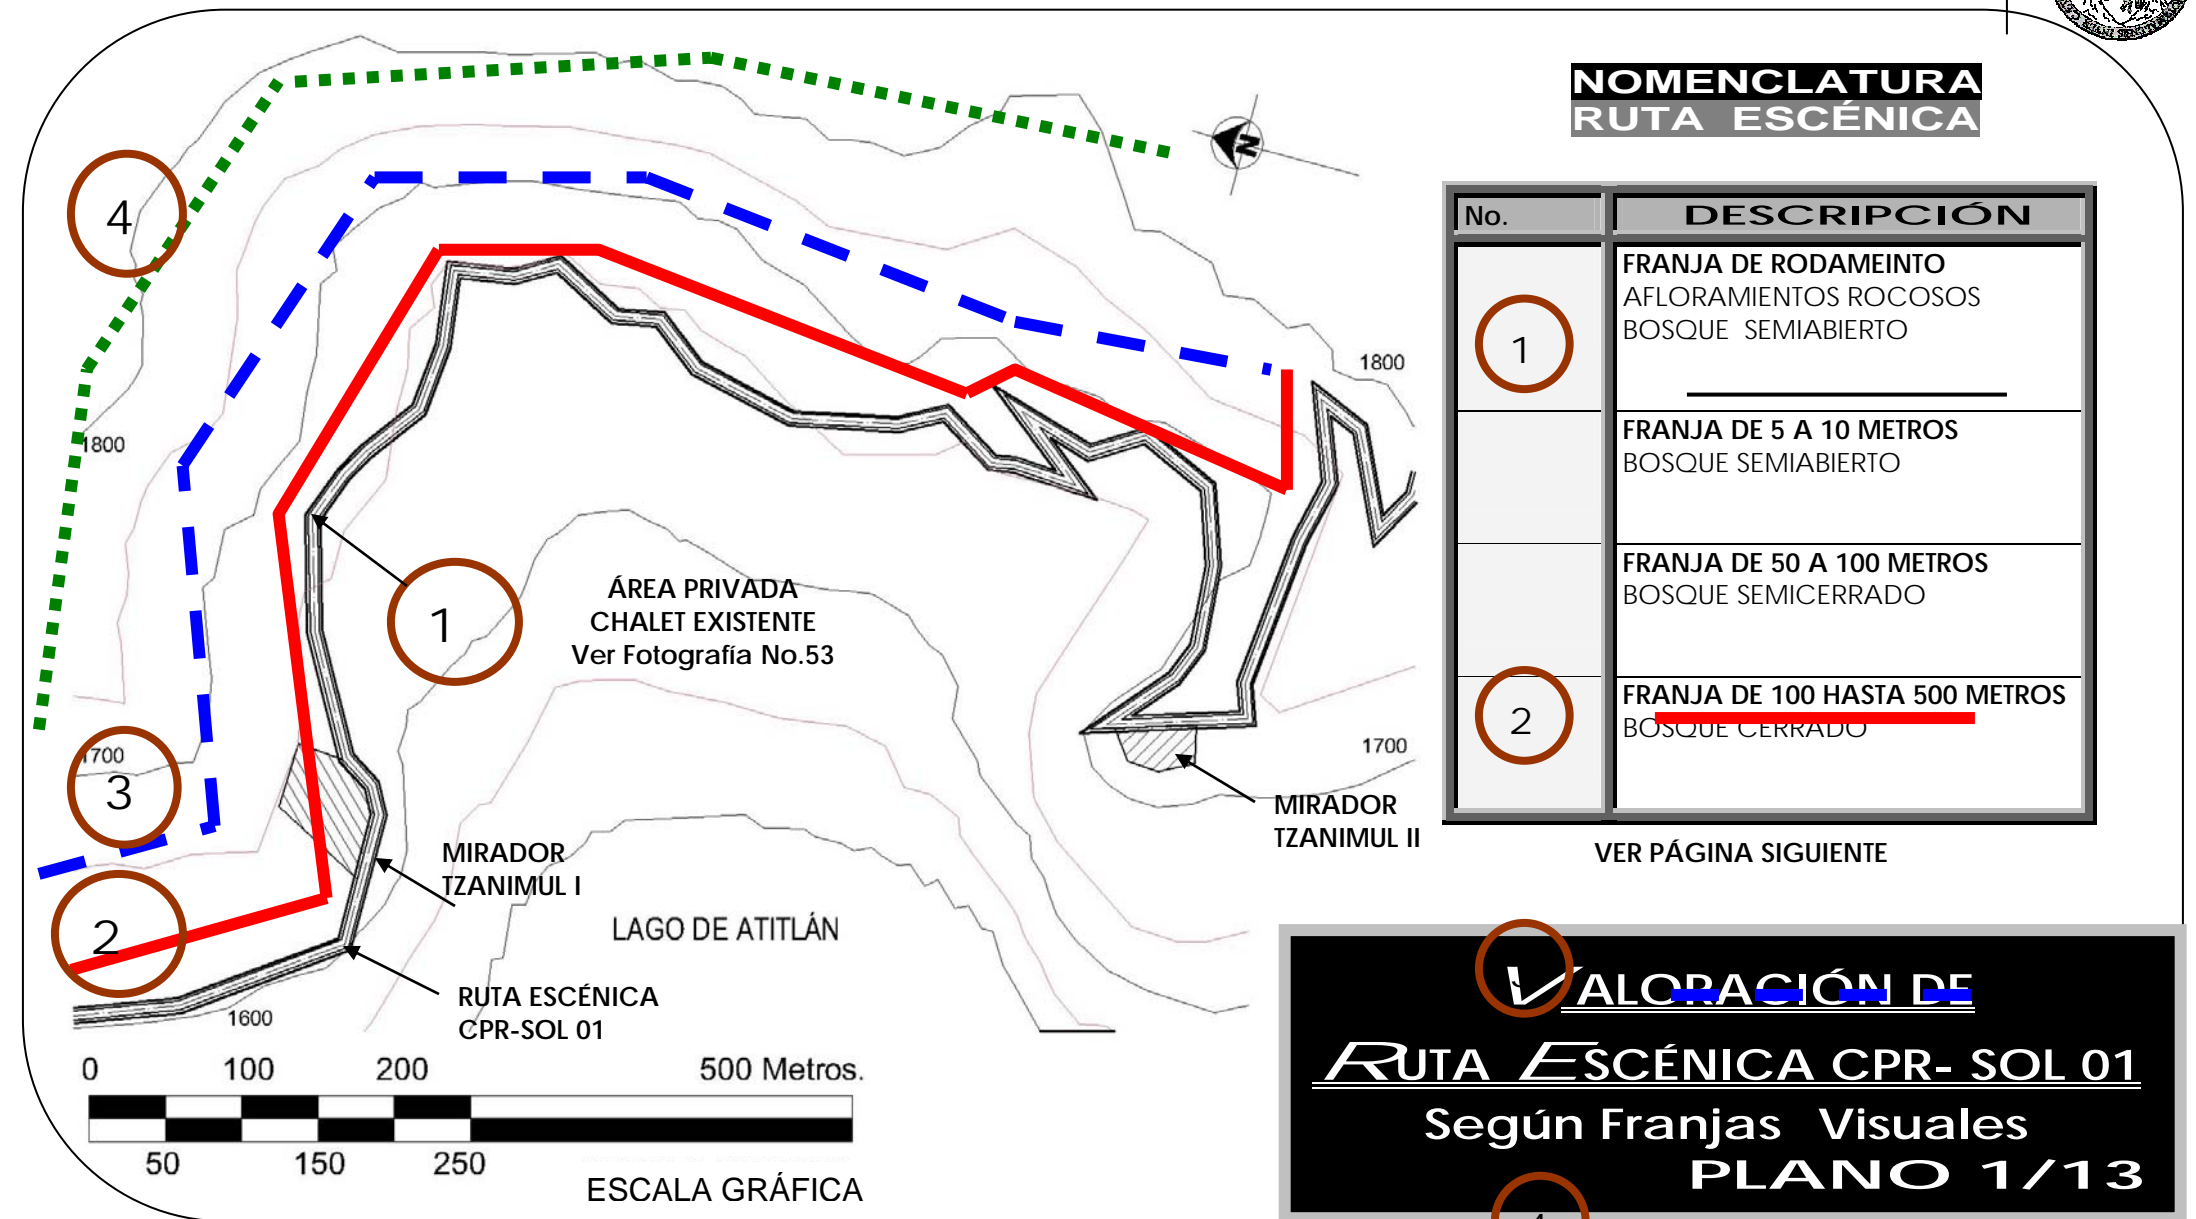 NOMENCLATURA
RUTA ESCÉNICA
No. DESCRIPCIÓN
1
FRANJA DE RODAMEINTO
AFLORAMIENTOS ROCOSOS
BOSQUE SEMIABIERTO
FRANJA DE 5 A 10 METROS
BOSQUE SEMIABIERTO
FRANJA DE 50 A 100 METROS
BOSQUE SEMICERRADO
2
FRANJA DE 100 HASTA 500 METROS
BOSQUE CERRADO
VER PÁGINA SIGUIENTE
4
N
1800
1800
1
ÁREA PRIVADA
CHALET EXISTENTE
Ver Fotografía No.53
1700
1700
3
MIRADOR
TZANIMUL II
MIRADOR
TZANIMUL I
2
LAGO DE ATITLÁN
RUTA ESCÉNICA
CPR-SOL 01
1600
0 100 200 500 Metros.
50 150 250
ESCALA GRÁFICA
VALORACIÓN DE
RUTA ESCÉNICA CPR- SOL 01
Según Franjas Visuales
PLANO 1/13